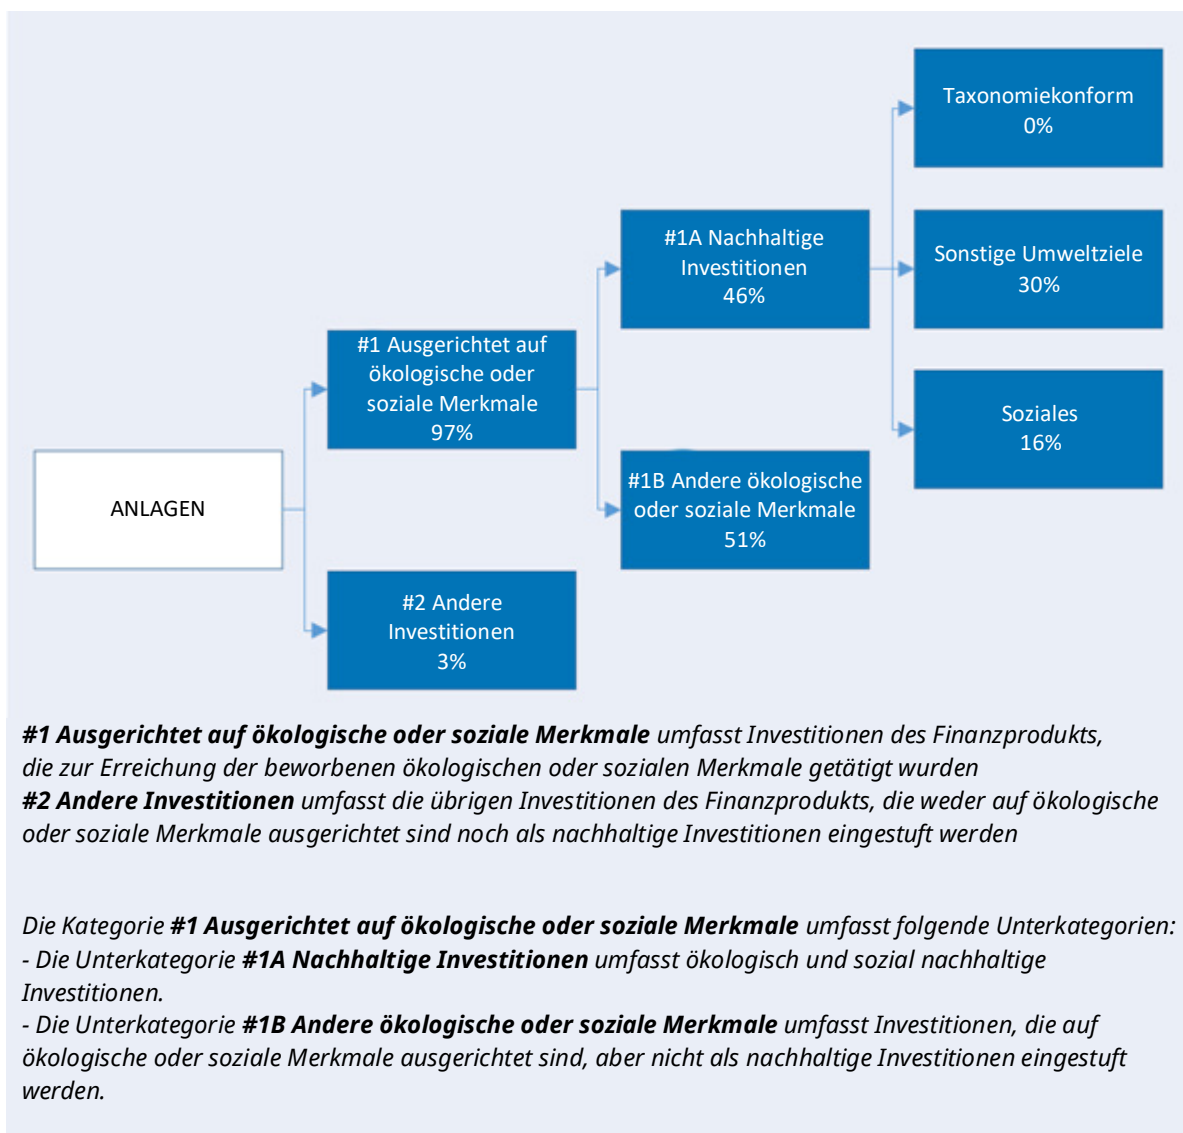 Taxonomiekonform
0%
#1A Nachhaltige
Investitionen
46%
Sonstige Umweltziele
30%
#1 Ausgerichtet auf
ökologische oder
soziale Merkmale
97%
Soziales
16%
ANLAGEN
#1B Andere ökologische
oder soziale Merkmale
51%
#2 Andere
Investitionen
3%
#1 Ausgerichtet auf ökologische oder soziale Merkmale umfasst Investitionen des Finanzprodukts,
die zur Erreichung der beworbenen ökologischen oder sozialen Merkmale getätigt wurden
#2 Andere Investitionen umfasst die übrigen Investitionen des Finanzprodukts, die weder auf ökologische
oder soziale Merkmale ausgerichtet sind noch als nachhaltige Investitionen eingestuft werden
Die Kategorie #1 Ausgerichtet auf ökologische oder soziale Merkmale umfasst folgende Unterkategorien:
- Die Unterkategorie #1A Nachhaltige Investitionen umfasst ökologisch und sozial nachhaltige
Investitionen.
- Die Unterkategorie #1B Andere ökologische oder soziale Merkmale umfasst Investitionen, die auf
ökologische oder soziale Merkmale ausgerichtet sind, aber nicht als nachhaltige Investitionen eingestuft
werden.